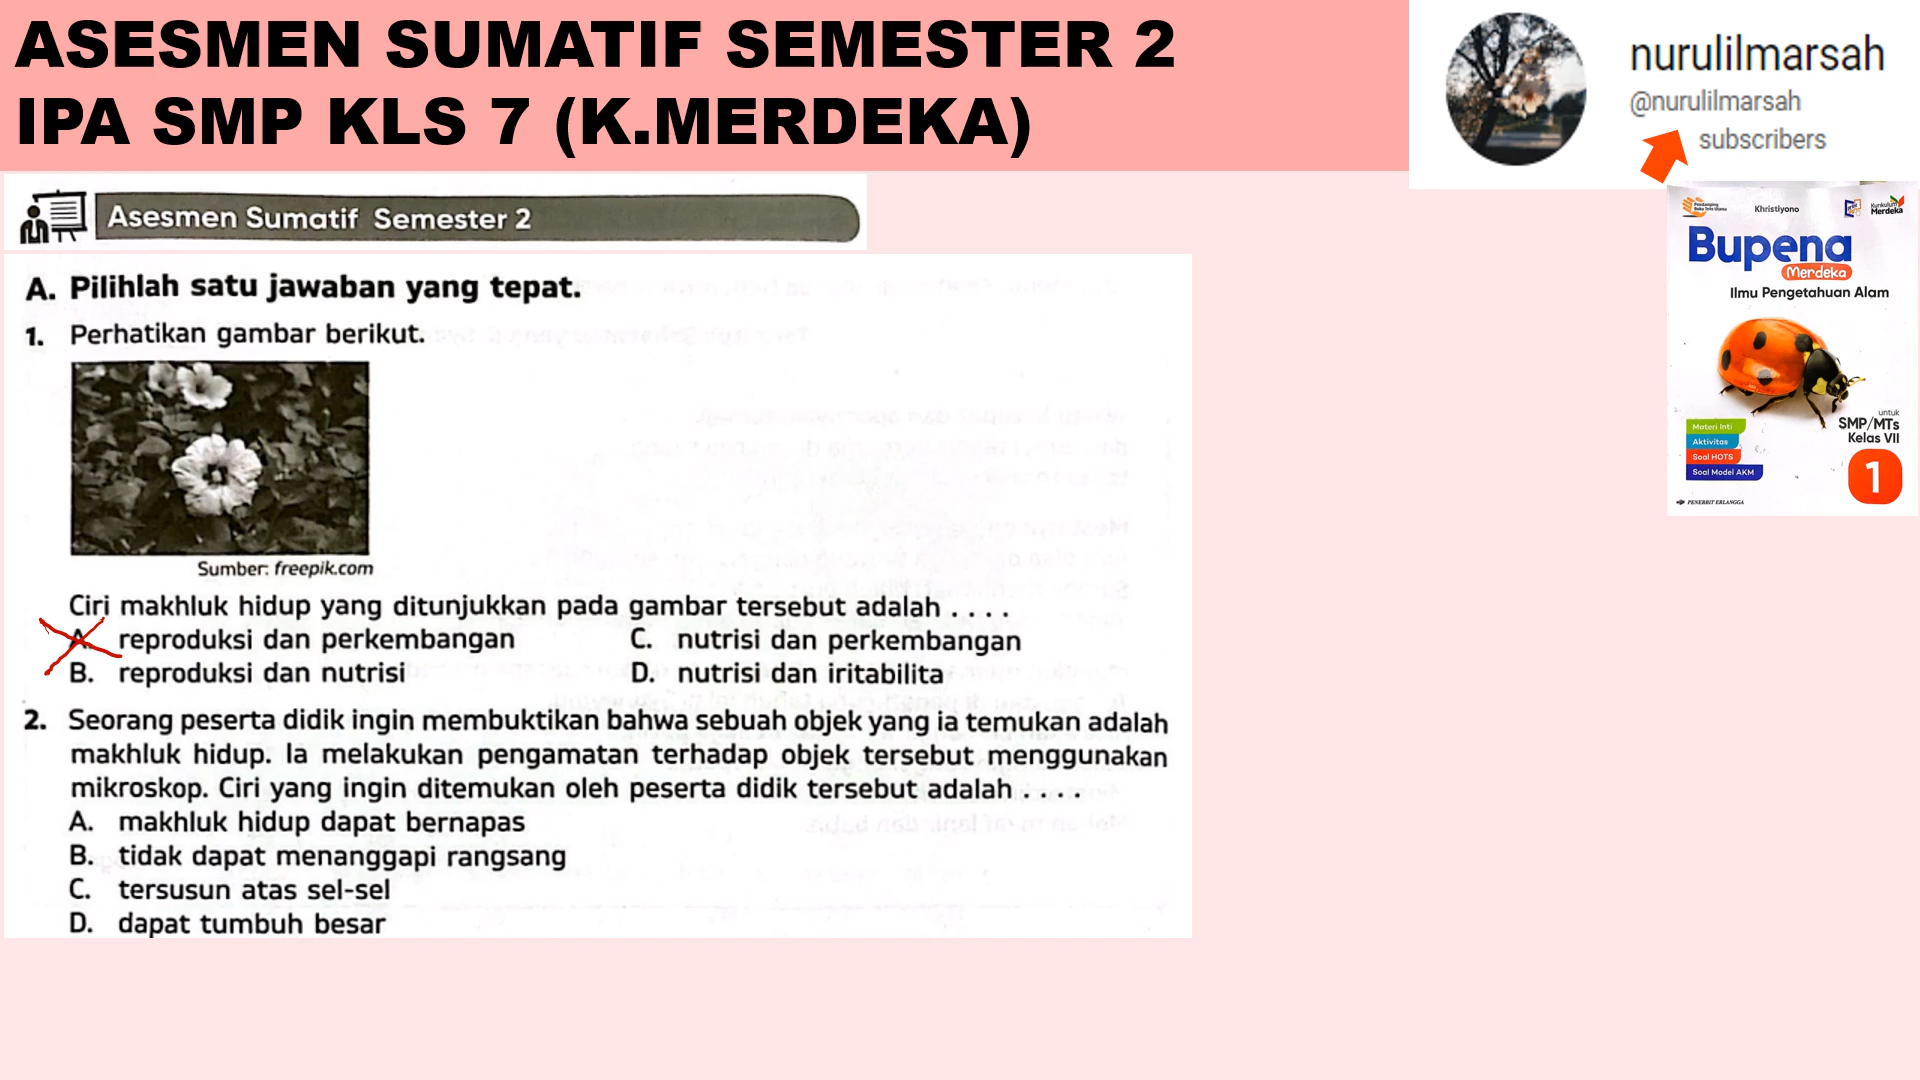 ASESMEN SUMATIF SEMESTER 2
IPA SMP KLS 7 (K.MERDEKA)
nurulilmarsah
@nurulilmarsah
subscribers
Asesmen Sumatif Semester 2
Khristiyono
Kurikulum
Merdeka
Bupena
Merdeka
Ilmu Pengetahuan Alam
Materi Inti
Aktivitas
Soal HOTS
Soal Model AKM
untuk
SMP/MTs
Kelas VII
1
PENERBIT ERLANGGA
A. Pilihlah satu jawaban yang tepat.
1. Perhatikan gambar berikut.
Sumber: freepik.com
Ciri makhluk hidup yang ditunjukkan pada gambar tersebut adalah . . . .
A. reproduksi dan perkembangan
B. reproduksi dan nutrisi
C. nutrisi dan perkembangan
D. nutrisi dan iritabilita
2. Seorang peserta didik ingin membuktikan bahwa sebuah objek yang ia temukan adalah
makhluk hidup. Ia melakukan pengamatan terhadap objek tersebut menggunakan
mikroskop. Ciri yang ingin ditemukan oleh peserta didik tersebut adalah . . . .
A. makhluk hidup dapat bernapas
B. tidak dapat menanggapi rangsang
C. tersusun atas sel-sel
D. dapat tumbuh besar